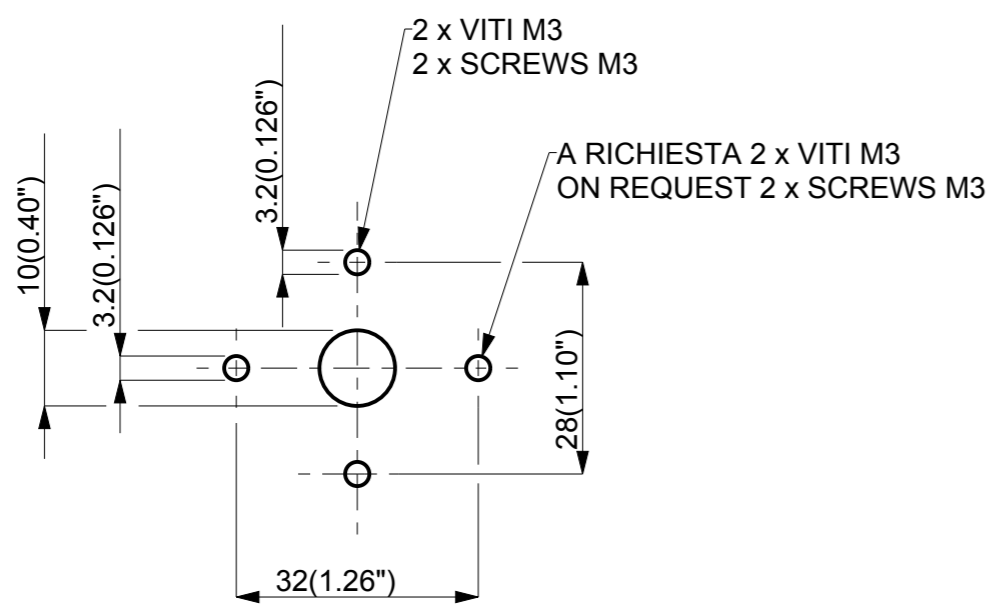 2 x VITI M3
2 x SCREWS M3
A RICHIESTA 2 x VITI M3
ON REQUEST 2 x SCREWS M3
3.2(0.126")
10(0.40")
3.2(0.126")
28(1.10")
32(1.26")